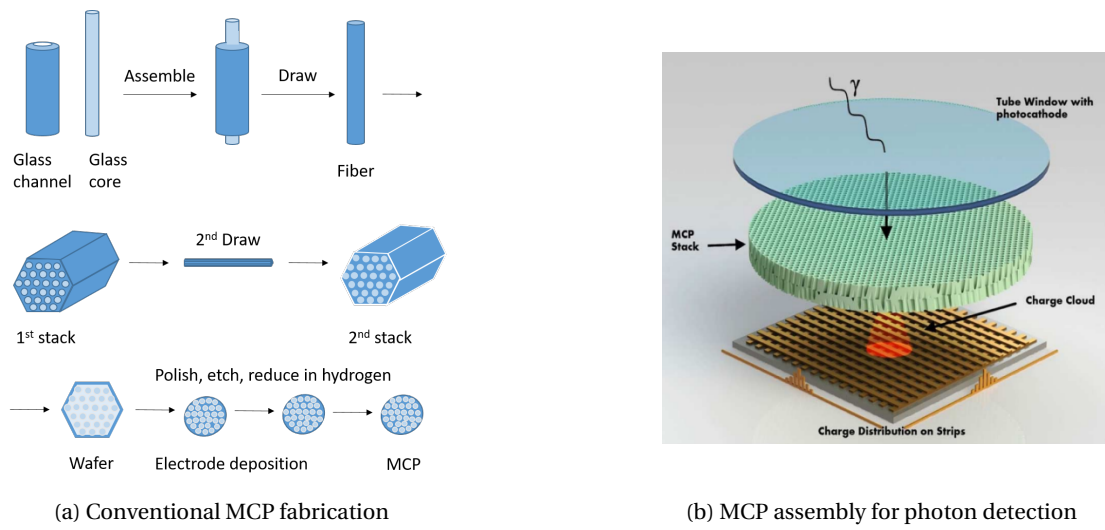 Assemble
Draw
Glass
channel
Glass
core
Fiber
2nd Draw
1st stack
2nd stack
Polish, etch, reduce in hydrogen
Wafer
Electrode deposition
MCP
(a) Conventional MCP fabrication
γ
Tube Window with
photocathode
MCP
Stack
Charge Cloud
Charge Distribution on Strips
(b) MCP assembly for photon detection